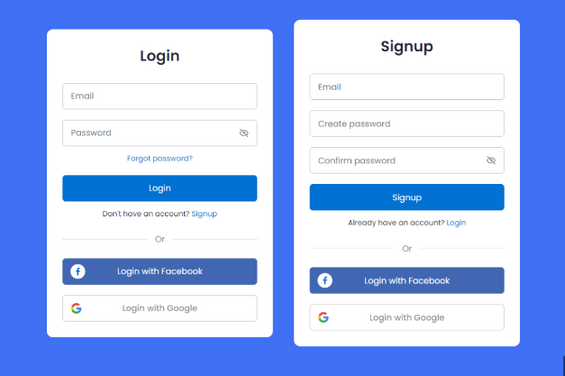 Login
Email
Password
Forgot password?
Login
Don't have an account? Signup
Or
Login with Facebook
Login with Google
Signup
Email
Create password
Confirm password
Signup
Already have an account? Login
Or
Login with Facebook
Login with Google